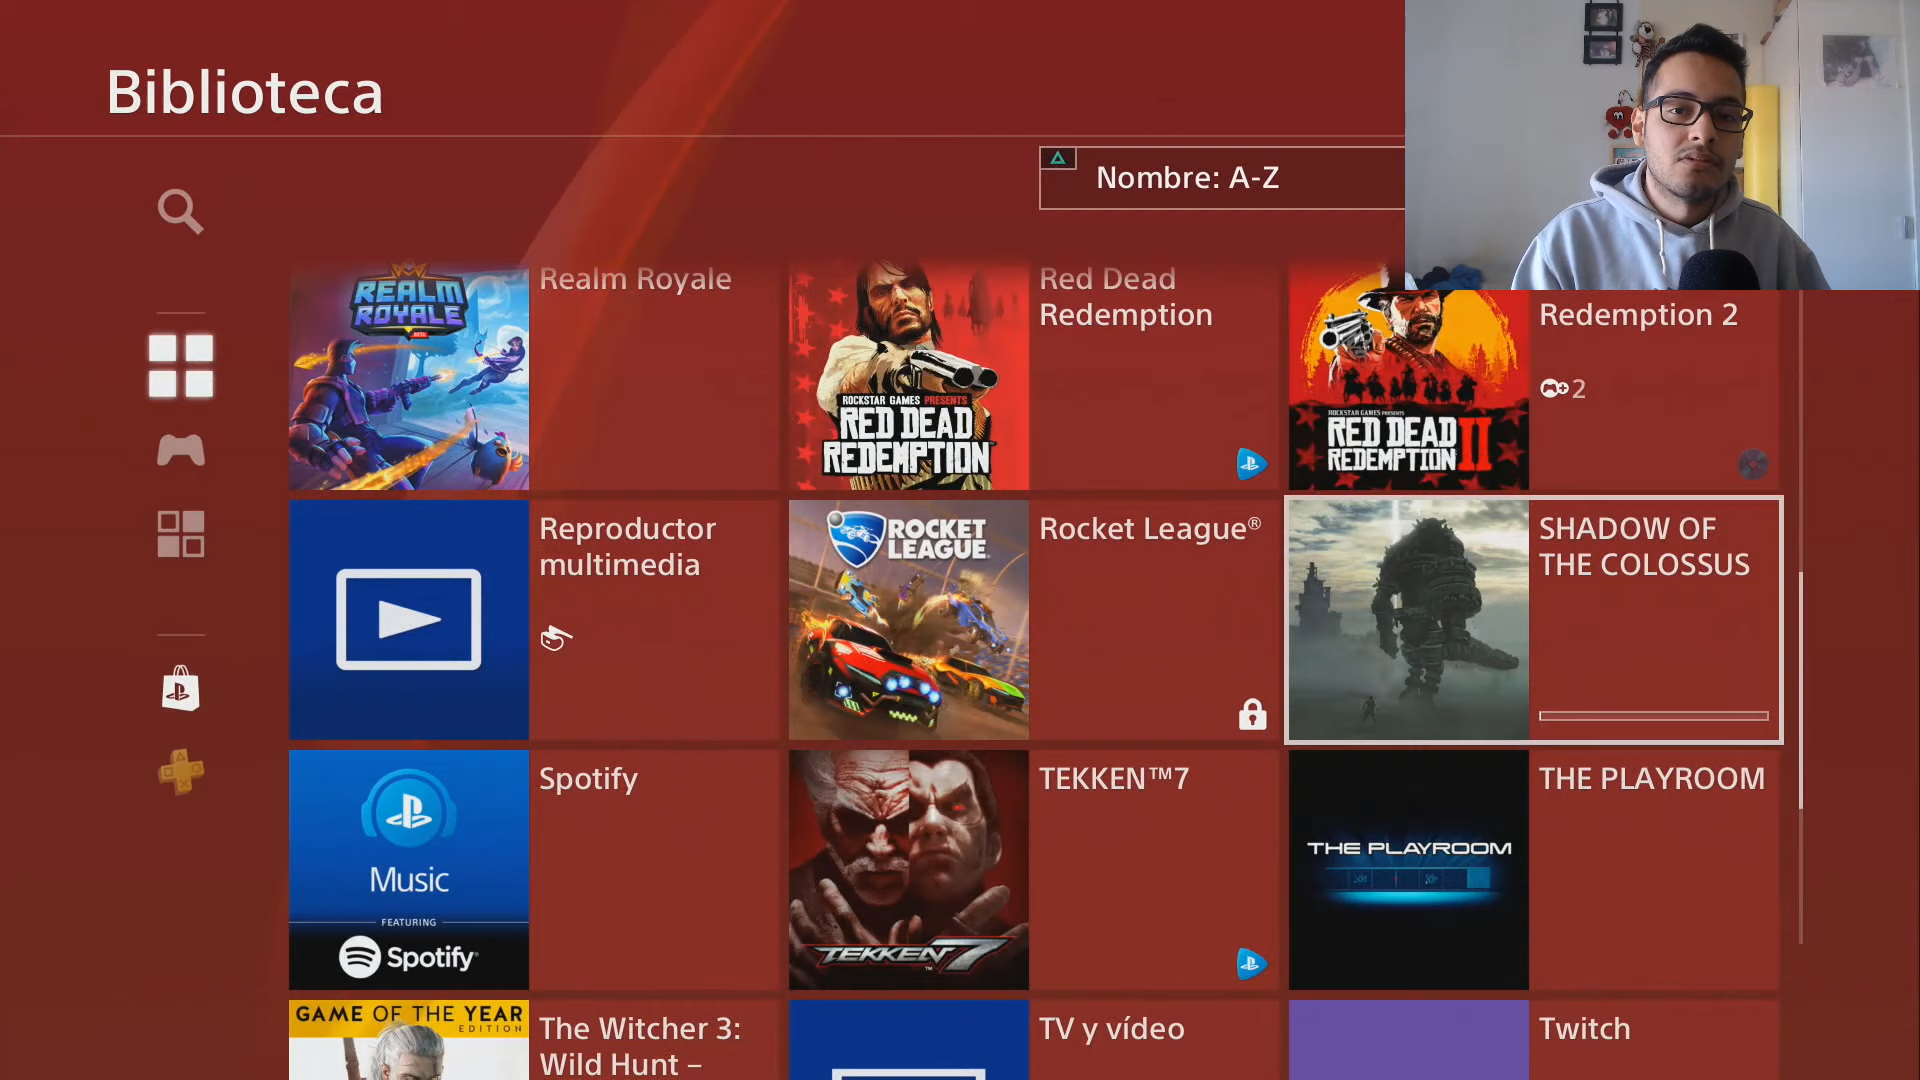 Biblioteca
Nombre: A-Z
REALM
ROYALE
BETA
Realm Royale
ROCKSTAR GAMES PRESENTS
RED DEAD
REDEMPTION
Red Dead
Redemption
ROCKSTAR GAMES PRESENTS
RED DEAD
REDEMPTION II
Redemption 2
2
Reproductor
multimedia
ROCKET
LEAGUE
Rocket League®
SHADOW OF
THE COLOSSUS
Music
FEATURING
Spotify
Spotify
TEKKEN 7
TEKKEN™7
THE PLAYROOM
THE PLAYROOM
GAME OF THE YEAR
EDITION
The Witcher 3:
Wild Hunt –
TV y vídeo
Twitch